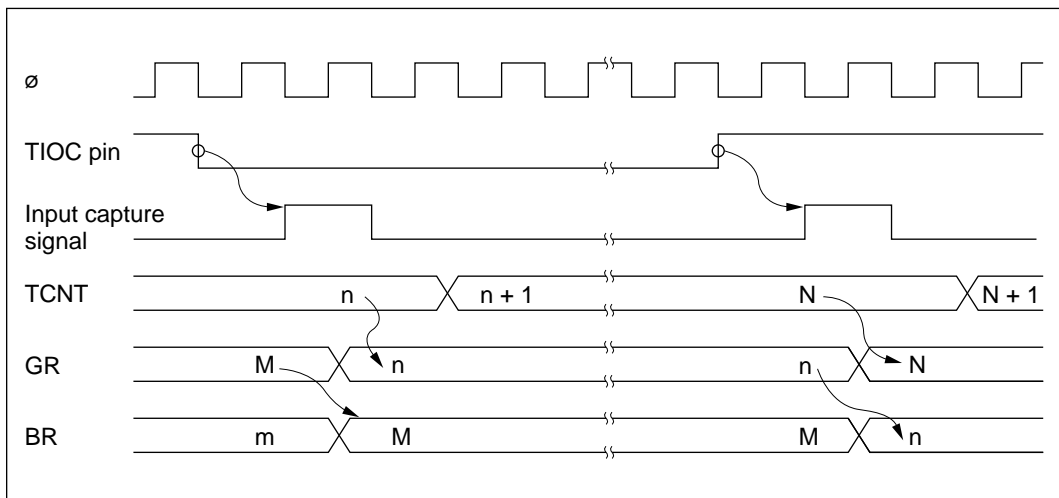 ø
TIOC pin
Input capture
signal
TCNT n n + 1 N N + 1
GR M n n N
BR m M M n